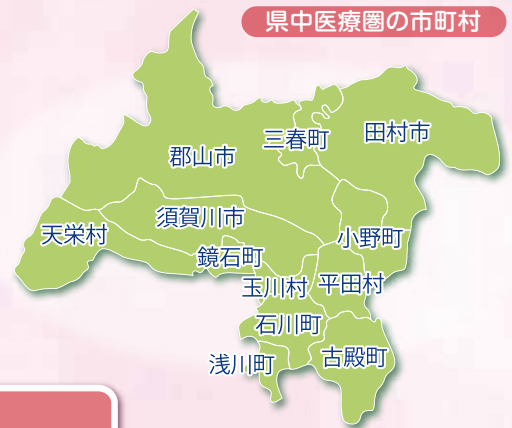 県中医療圏の市町村
三春町
田村市
郡山市
須賀川市
天栄村
小野町
鏡石町
玉川村
平田村
石川町
古殿町
浅川町